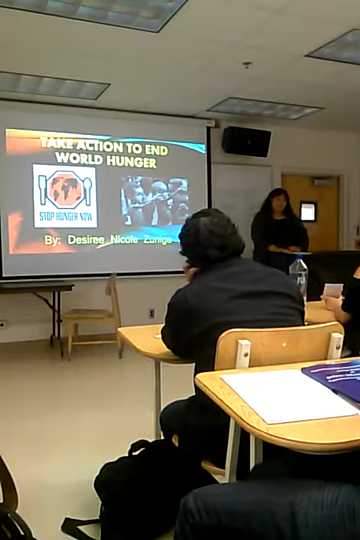 TAKE ACTION TO END
WORLD HUNGER
STOP HUNGER NOW
By: Desiree Nicole Zuniga